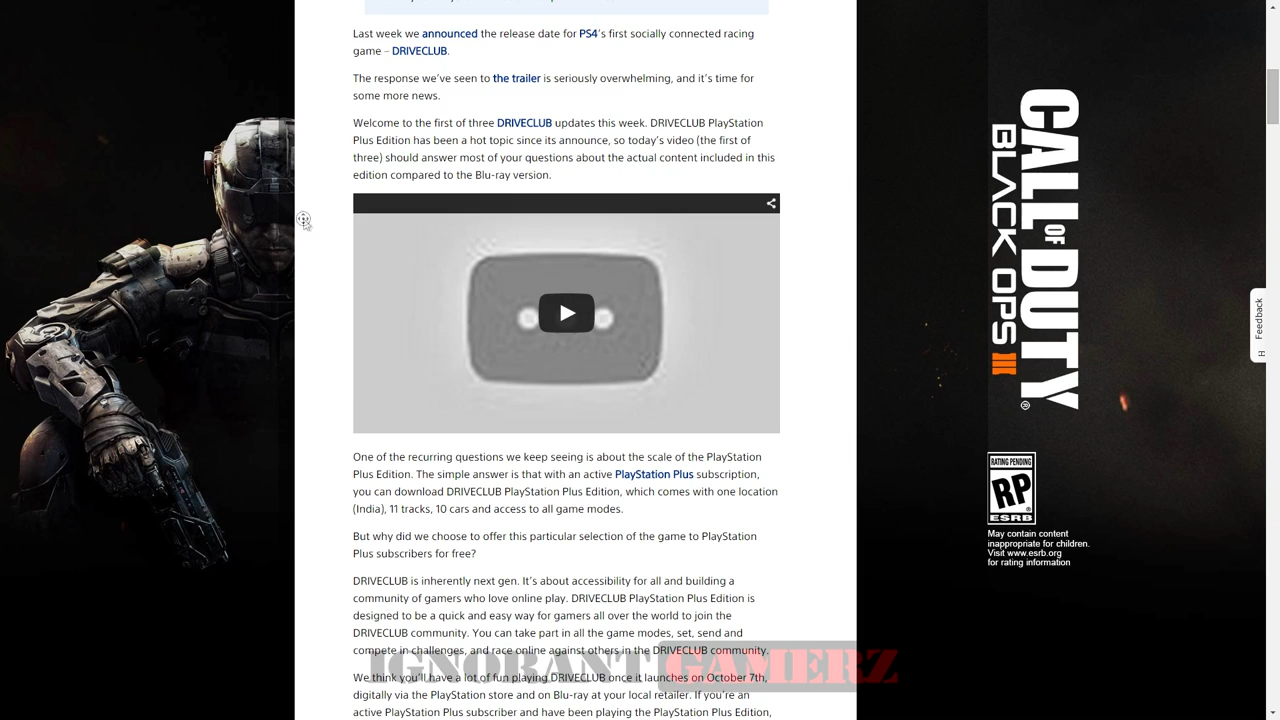 Last week we announced the release date for PS4's first socially connected racing
game – DRIVECLUB.
The response we've seen to the trailer is seriously overwhelming, and it's time for
some more news.
Welcome to the first of three DRIVECLUB updates this week. DRIVECLUB PlayStation
Plus Edition has been a hot topic since its announce, so today's video (the first of
three) should answer most of your questions about the actual content included in this
edition compared to the Blu-ray version.
One of the recurring questions we keep seeing is about the scale of the PlayStation
Plus Edition. The simple answer is that with an active PlayStation Plus subscription,
you can download DRIVECLUB PlayStation Plus Edition, which comes with one location
(India), 11 tracks, 10 cars and access to all game modes.
But why did we choose to offer this particular selection of the game to PlayStation
Plus subscribers for free?
DRIVECLUB is inherently next gen. It's about accessibility for all and building a
community of gamers who love online play. DRIVECLUB PlayStation Plus Edition is
designed to be a quick and easy way for gamers all over the world to join the
DRIVECLUB community. You can take part in all the game modes, set, send and
compete in challenges, and race online against others in the DRIVECLUB community.
We think you'll have a lot of fun playing DRIVECLUB once it launches on October 7th,
digitally via the PlayStation store and on Blu-ray at your local retailer. If you're an
active PlayStation Plus subscriber and have been playing the PlayStation Plus Edition,
IGNORANT GAMERZ
CALL OF DUTY®
BLACK OPS III
RATING PENDING
RP
ESRB
May contain content
inappropriate for children.
Visit www.esrb.org
for rating information
Feedback